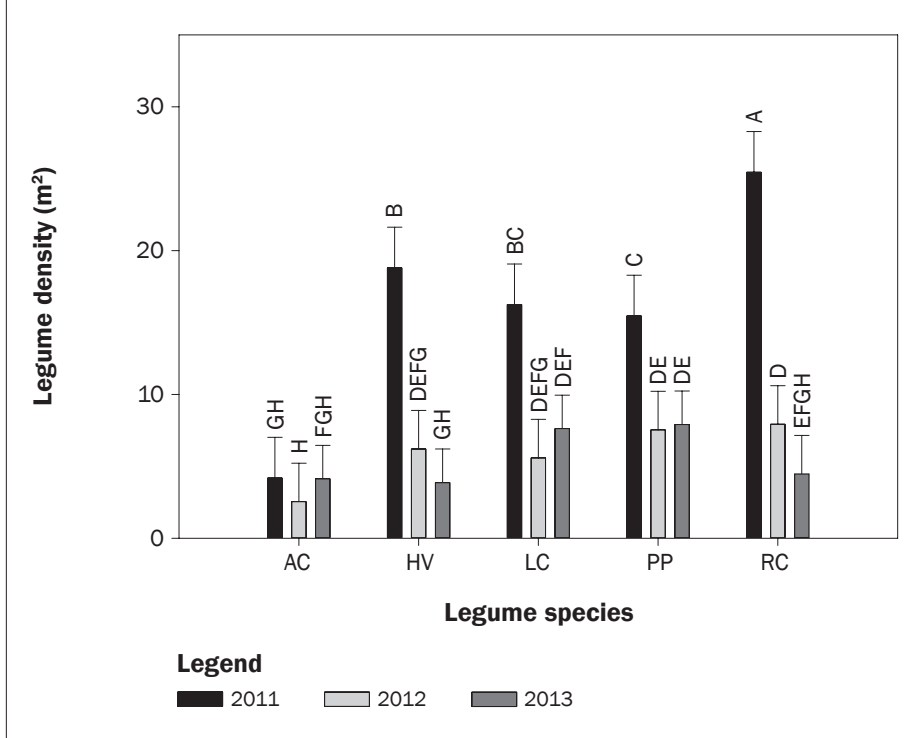 Legume density (m²)
30
20
10
0
GH
H
FGH
B
DEFG
GH
BC
DEFG
DEF
C
DE
DE
A
D
EFGH
AC HV LC PP RC
Legume species
Legend
2011 2012 2013